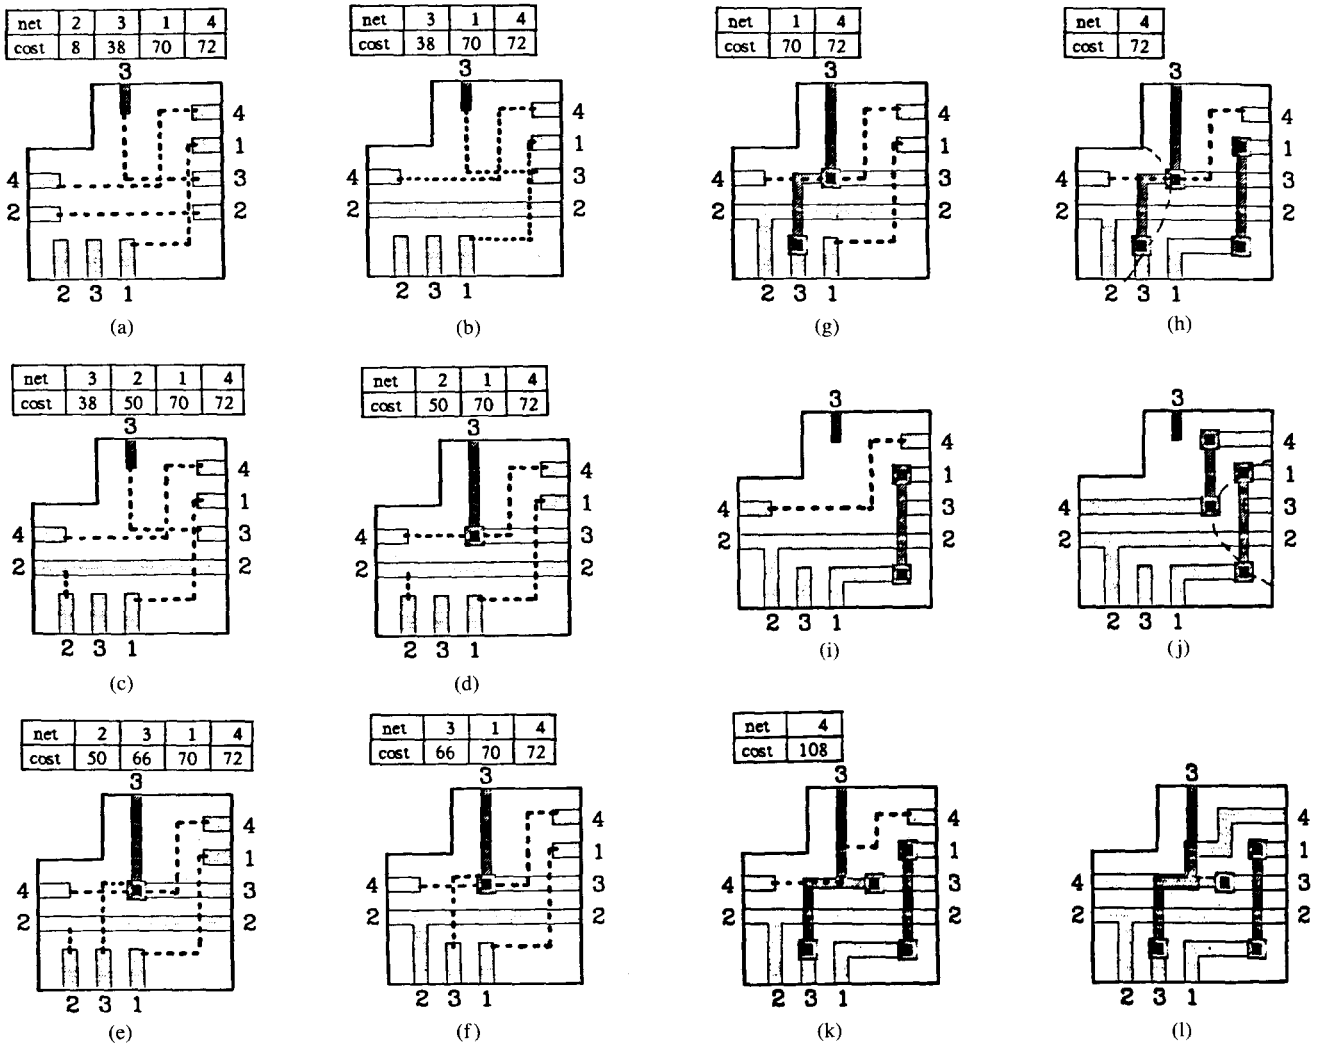 net 2 3 1 4
cost 8 38 70 72
3
4
1
4 3
2 2
2 3 1
(a)
net 3 1 4
cost 38 70 72
3
4
1
4 3
2 2
2 3 1
(b)
net 1 4
cost 70 72
3
4
1
4 3
2 2
2 3 1
(g)
net 4
cost 72
3
4
1
4 3
2 2
2 3 1
(h)
net 3 2 1 4
cost 38 50 70 72
3
4
1
4 3
2 2
2 3 1
(c)
net 2 1 4
cost 50 70 72
3
4
1
4 3
2 2
2 3 1
(d)
3
4
1
4 3
2 2
2 3 1
(i)
3
4
1
4 3
2 2
2 3 1
(j)
net 2 3 1 4
cost 50 66 70 72
3
4
1
4 3
2 2
2 3 1
(e)
net 3 1 4
cost 66 70 72
3
4
1
4 3
2 2
2 3 1
(f)
net 4
cost 108
3
4
1
4 3
2 2
2 3 1
(k)
3
4
1
4 3
2 2
2 3 1
(l)